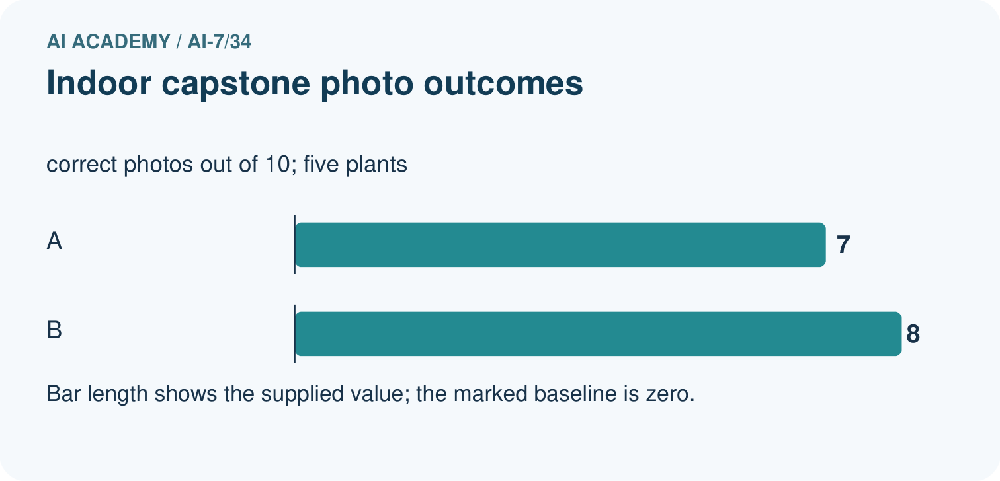 AI ACADEMY / AI-7/34
Indoor capstone photo outcomes
correct photos out of 10; five plants
A
7
B
8
Bar length shows the supplied value; the marked baseline is zero.